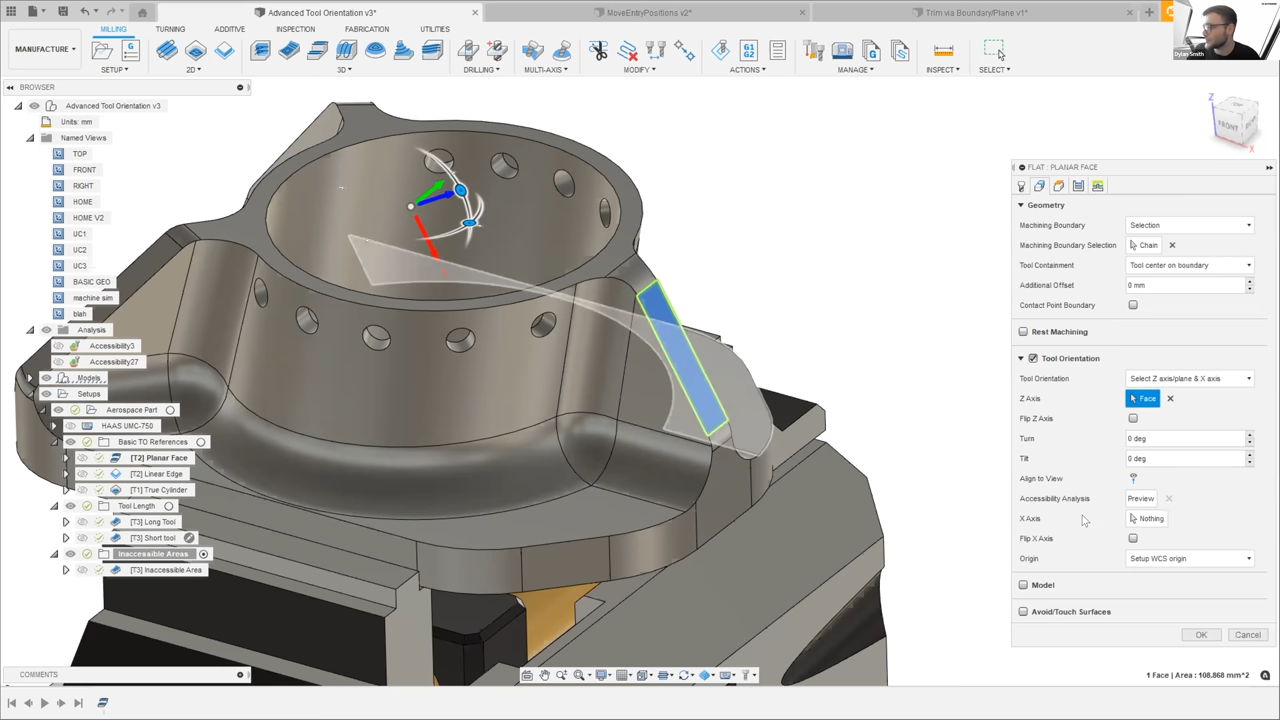 Advanced Tool Orientation v3*
MoveEntryPositions v2*
Trim via Boundary/Plane v1*
Dylan Smith
MILLING
TURNING
ADDITIVE
INSPECTION
FABRICATION
UTILITIES
MANUFACTURE
G
G1
G2
G
SETUP
2D
3D
DRILLING
MULTI-AXIS
MODIFY
ACTIONS
MANAGE
INSPECT
SELECT
BROWSER
Advanced Tool Orientation v3
Units: mm
Named Views
TOP
FRONT
RIGHT
HOME
HOME V2
UC1
UC2
UC3
BASIC GEO
machine sim
blah
Analysis
Accessibility3
Accessibility27
Models
Setups
Aerospace Part
HAAS UMC-750
Basic TO References
[T2] Planar Face
[T2] Linear Edge
[T1] True Cylinder
Tool Length
[T3] Long Tool
[T3] Short tool
Inaccessible Areas
[T3] Inaccessible Area
Z
TOP
FRONT
X
FLAT : PLANAR FACE
Geometry
Machining Boundary
Selection
Machining Boundary Selection
Chain
Tool Containment
Tool center on boundary
Additional Offset
0 mm
Contact Point Boundary
Rest Machining
Tool Orientation
Tool Orientation
Select Z axis/plane & X axis
Z Axis
Face
Flip Z Axis
Turn
0 deg
Tilt
0 deg
Align to View
Accessibility Analysis
Preview
X Axis
Nothing
Flip X Axis
Origin
Setup WCS origin
Model
Avoid/Touch Surfaces
OK
Cancel
COMMENTS
1 Face | Area : 108.868 mm^2